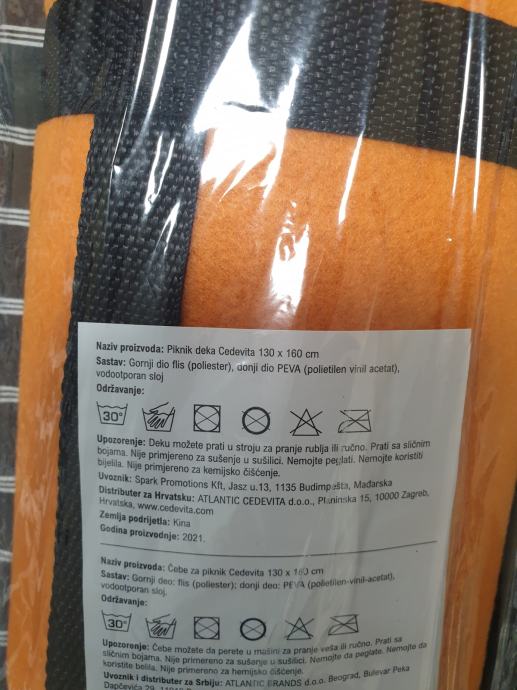 Naziv proizvoda: Piknik deka Cedevita 130 x 160 cm
Sastav: Gornji dio flis (poliester), donji dio PEVA (polietilen vinil acetat),
vodootporan sloj
Održavanje:
30°
Upozorenje: Deku možete prati u stroju za pranje rublja ili ručno. Prati sa sličnim
bojama. Nije primjereno za sušenje u sušilici. Nemojte peglati. Nemojte koristiti
bijelila. Nije primjereno za kemijsko čišćenje.
Uvoznik: Spark Promotions Kft, Jasz u.13, 1135 Budimpešta, Mađarska
Distributer za Hrvatsku: ATLANTIC CEDEVITA d.o.o., Planinska 15, 10000 Zagreb,
Hrvatska, www.cedevita.com
Zemlja podrijetla: Kina
Godina proizvodnje: 2021.
Naziv proizvoda: Ćebe za piknik Cedevita 130 x 160 cm
Sastav: Gornji deo: flis (poliester); donji deo: PEVA (polietilen-vinil-acetat),
vodootporan sloj.
Održavanje:
30°
Upozorenje: Ćebe možete da perete u mašini za pranje veša ili ručno. Prati sa
sličnim bojama. Nije primereno za sušenje u sušilici. Nemojte da peglate. Nemojte da
koristite belila. Nije primereno za hemijsko čišćenje.
Uvoznik i distributer za Srbiju: ATLANTIC BRANDS d.o.o. Beograd, Bulevar Peka
Dapčevića 29,